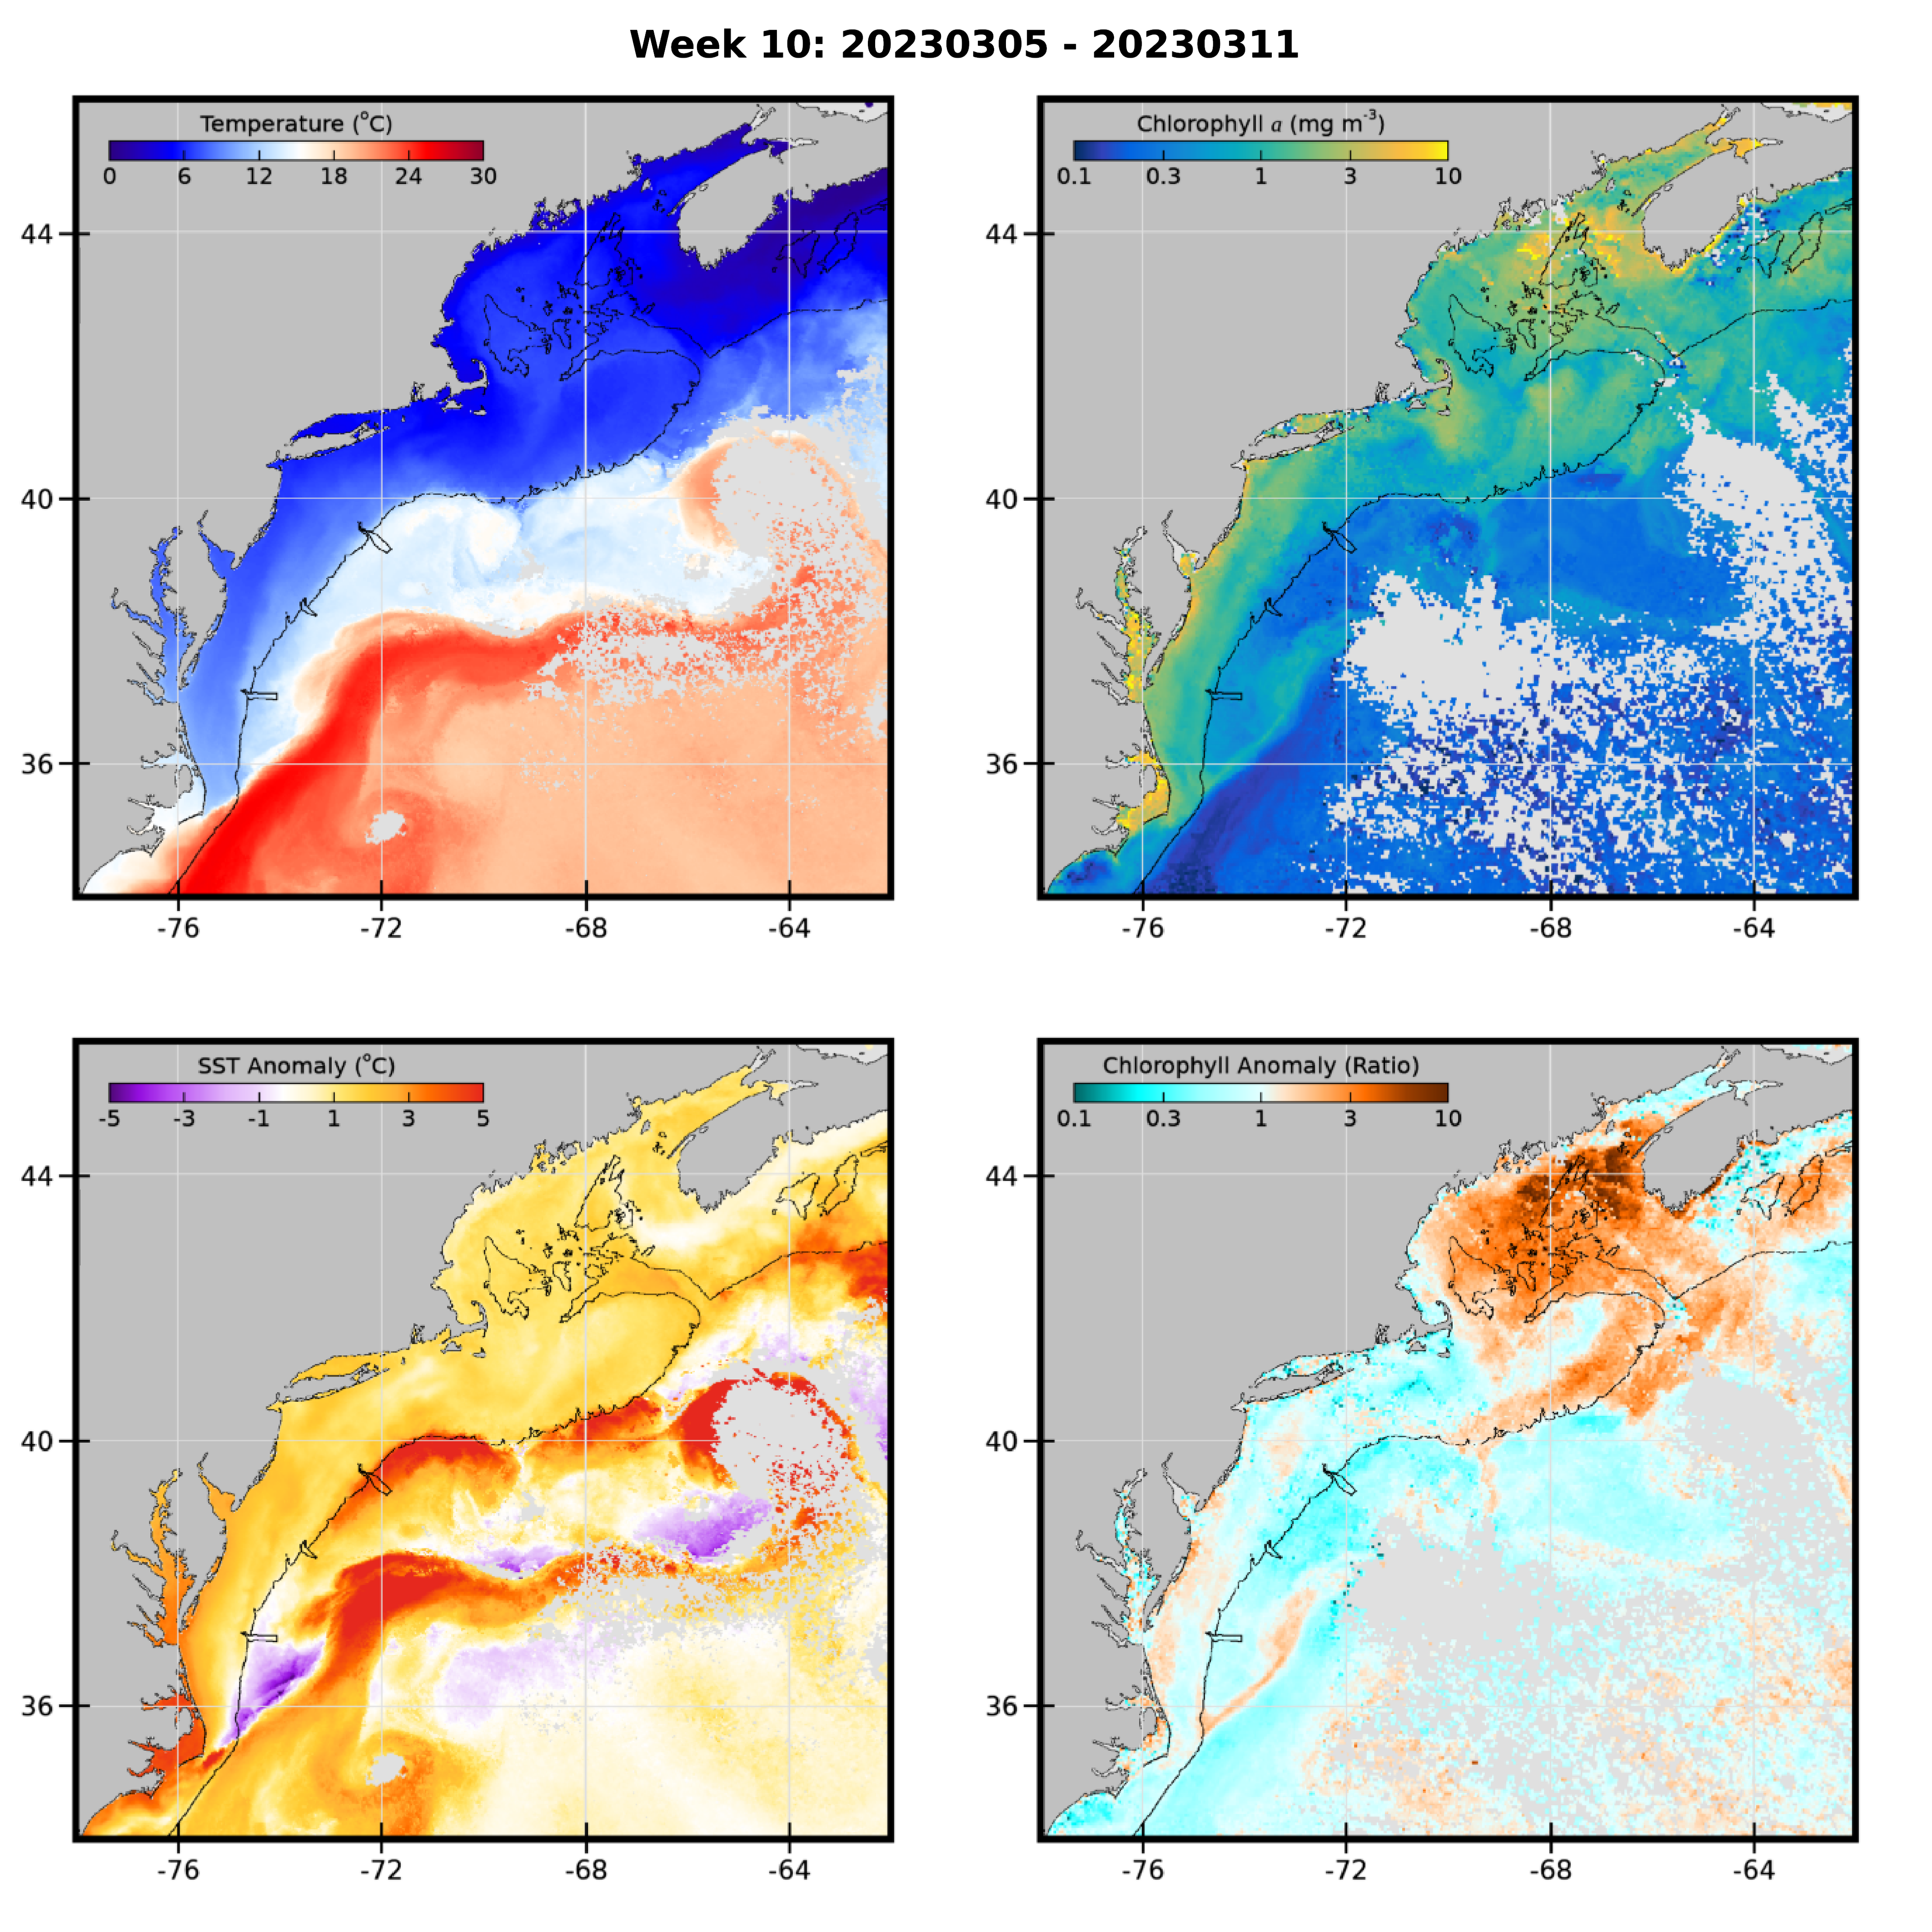 Week 10: 20230305 - 20230311
Temperature (°C)
0 6 12 18 24 30
44
40
36
-76 -72 -68 -64
Chlorophyll a (mg m⁻³)
0.1 0.3 1 3 10
44
40
36
-76 -72 -68 -64
SST Anomaly (°C)
-5 -3 -1 1 3 5
44
40
36
-76 -72 -68 -64
Chlorophyll Anomaly (Ratio)
0.1 0.3 1 3 10
44
40
36
-76 -72 -68 -64